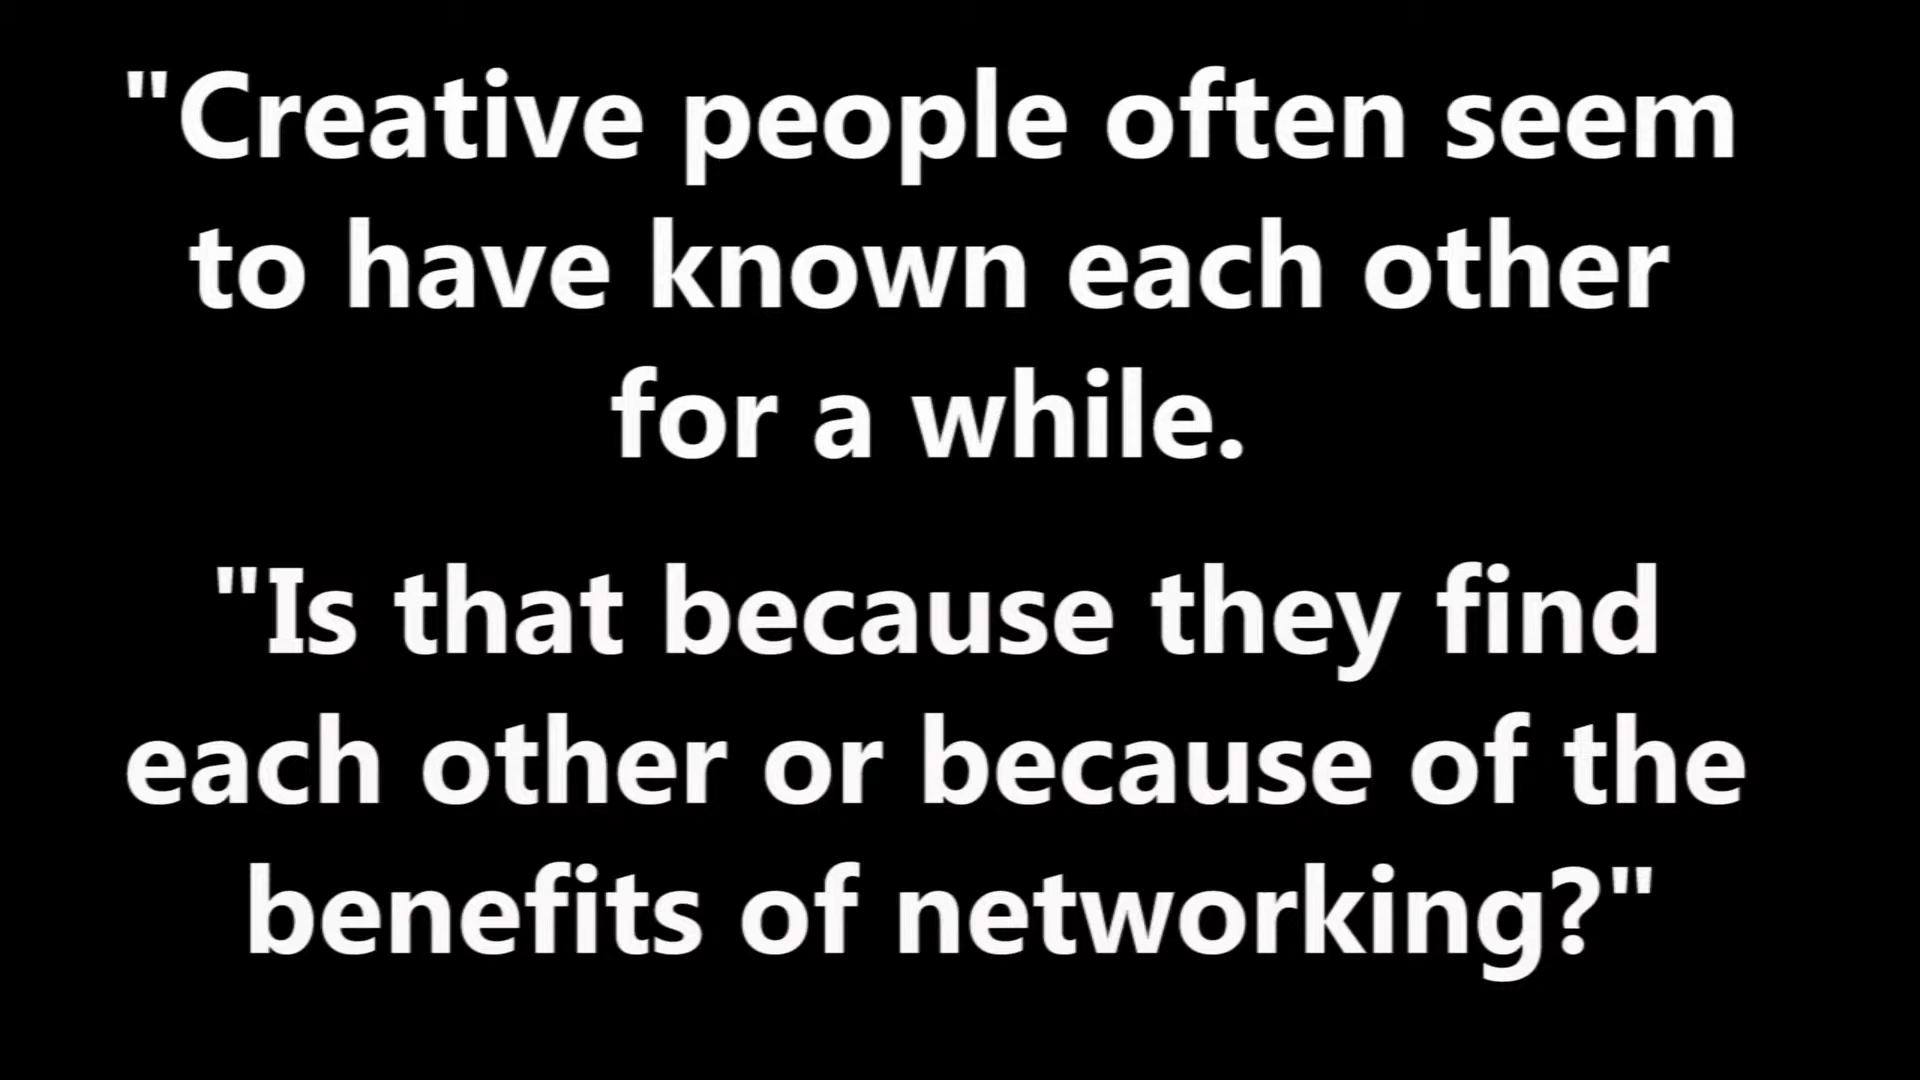 "Creative people often seem
to have known each other
for a while.
"Is that because they find
each other or because of the
benefits of networking?"